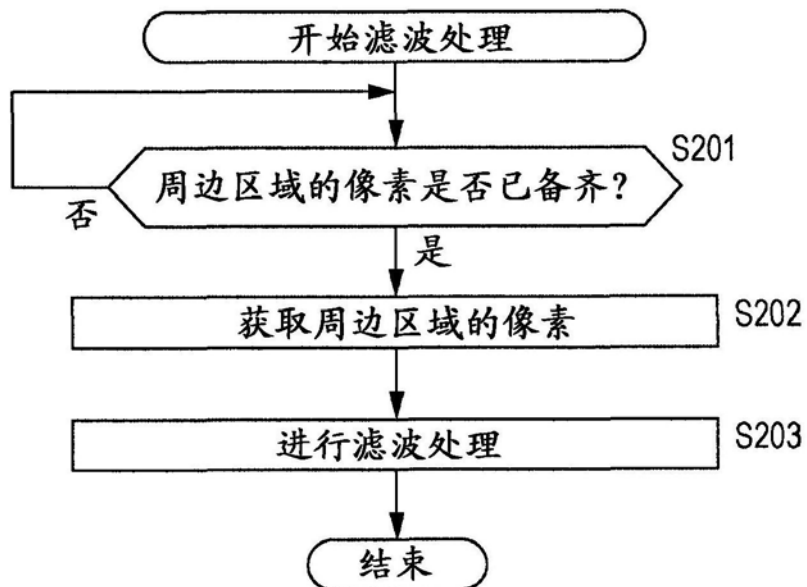 开始滤波处理
S201
周边区域的像素是否已备齐?
否
是
获取周边区域的像素
S202
进行滤波处理
S203
结束